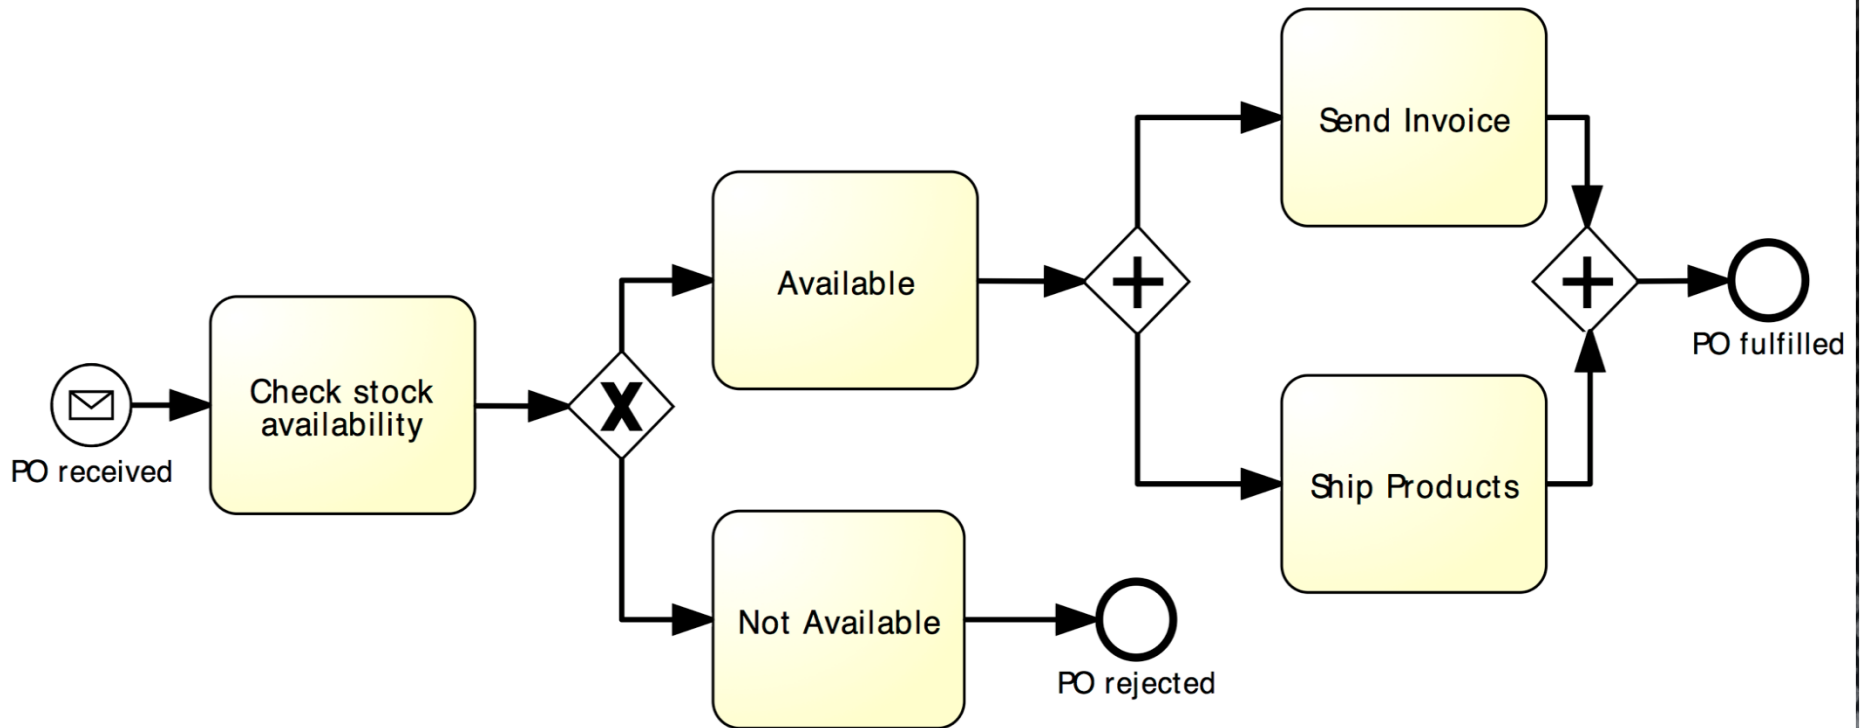 PO received
Check stock
availability
Available
Not Available
PO rejected
Send Invoice
Ship Products
PO fulfilled